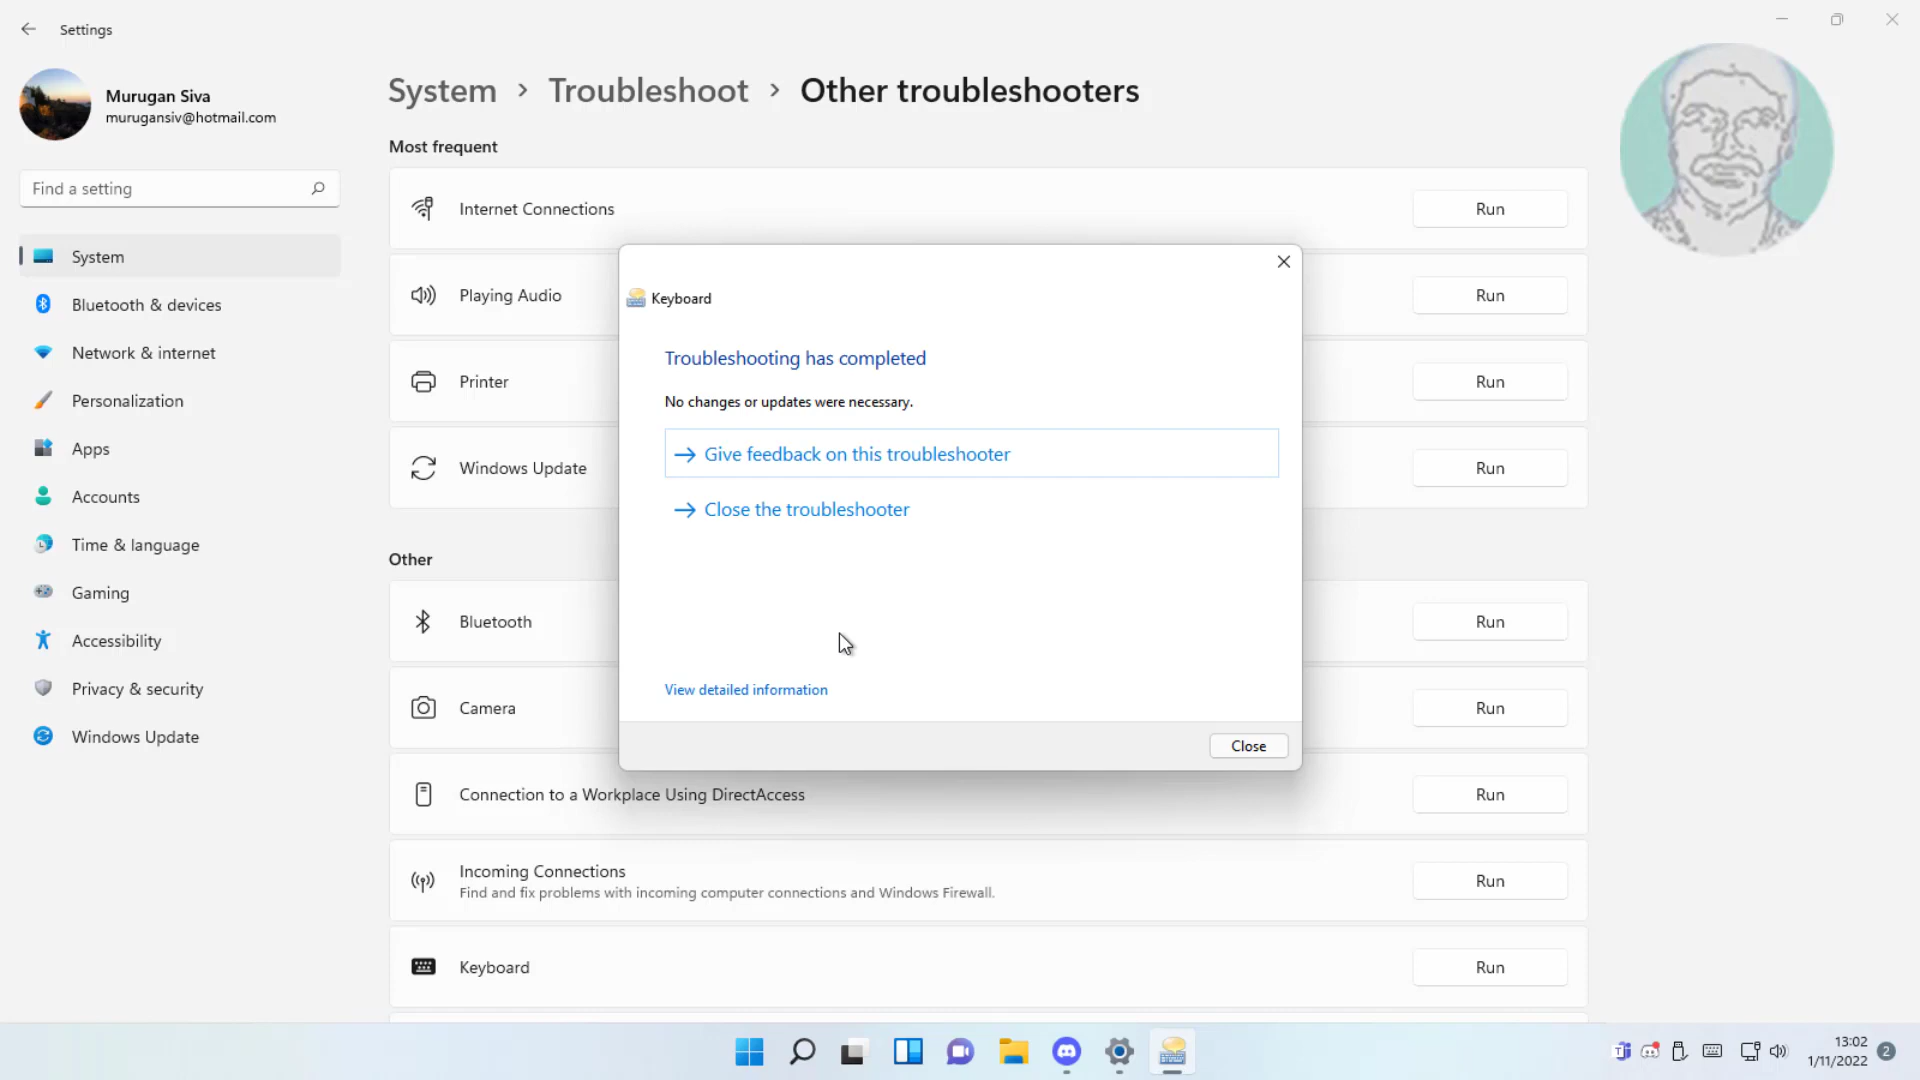 Settings
Murugan Siva
murugansiv@hotmail.com
Find a setting
System
Bluetooth & devices
Network & internet
Personalization
Apps
Accounts
Time & language
Gaming
Accessibility
Privacy & security
Windows Update
System > Troubleshoot > Other troubleshooters
Most frequent
Internet Connections Run
Playing Audio Run
Printer Run
Windows Update Run
Other
Bluetooth Run
Camera Run
Connection to a Workplace Using DirectAccess Run
Incoming Connections Run
Find and fix problems with incoming computer connections and Windows Firewall.
Keyboard Run
Keyboard
Troubleshooting has completed
No changes or updates were necessary.
Give feedback on this troubleshooter
Close the troubleshooter
View detailed information
Close
13:02
1/11/2022
2